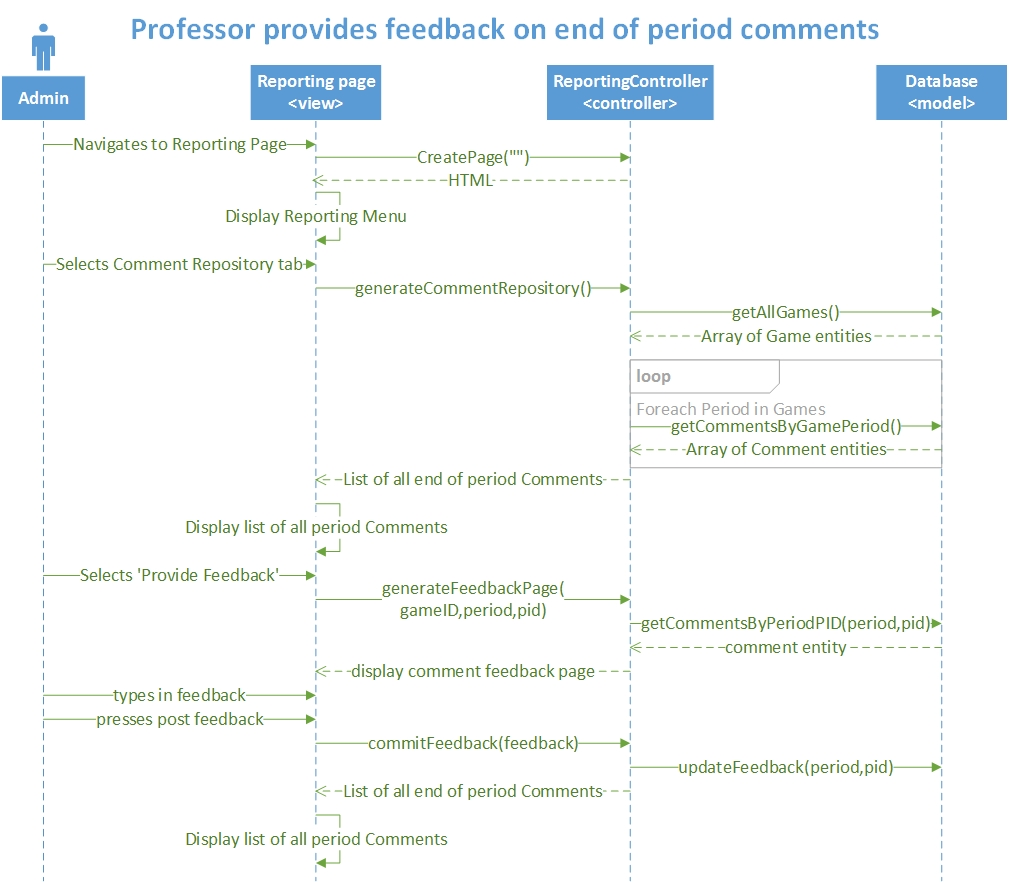 Professor provides feedback on end of period comments
Admin
Reporting page
<view>
ReportingController
<controller>
Database
<model>
Navigates to Reporting Page
CreatePage("")
HTML
Display Reporting Menu
Selects Comment Repository tab
generateCommentRepository()
getAllGames()
Array of Game entities
loop
Foreach Period in Games
getCommentsByGamePeriod()
Array of Comment entities
List of all end of period Comments
Display list of all period Comments
Selects 'Provide Feedback'
generateFeedbackPage(
gameID,period,pid)
getCommentsByPeriodPID(period,pid)
comment entity
display comment feedback page
types in feedback
presses post feedback
commitFeedback(feedback)
updateFeedback(period,pid)
List of all end of period Comments
Display list of all period Comments